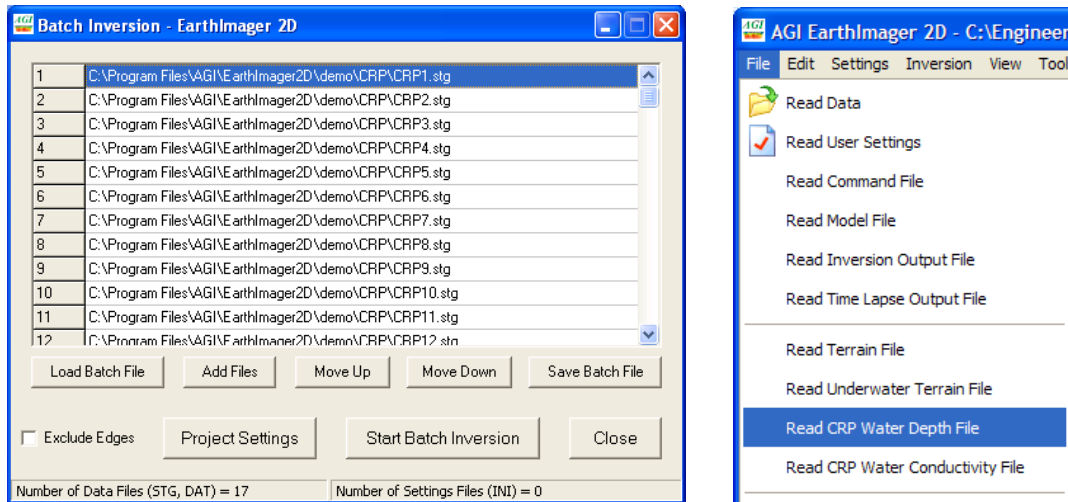 Batch Inversion - EarthImager 2D
1 C:\Program Files\AGI\EarthImager2D\demo\CRP\CRP1.stg
2 C:\Program Files\AGI\EarthImager2D\demo\CRP\CRP2.stg
3 C:\Program Files\AGI\EarthImager2D\demo\CRP\CRP3.stg
4 C:\Program Files\AGI\EarthImager2D\demo\CRP\CRP4.stg
5 C:\Program Files\AGI\EarthImager2D\demo\CRP\CRP5.stg
6 C:\Program Files\AGI\EarthImager2D\demo\CRP\CRP6.stg
7 C:\Program Files\AGI\EarthImager2D\demo\CRP\CRP7.stg
8 C:\Program Files\AGI\EarthImager2D\demo\CRP\CRP8.stg
9 C:\Program Files\AGI\EarthImager2D\demo\CRP\CRP9.stg
10 C:\Program Files\AGI\EarthImager2D\demo\CRP\CRP10.stg
11 C:\Program Files\AGI\EarthImager2D\demo\CRP\CRP11.stg
12 C:\Program Files\AGI\EarthImager2D\demo\CRP\CRP12.stg
Load Batch File Add Files Move Up Move Down Save Batch File
Exclude Edges Project Settings Start Batch Inversion Close
Number of Data Files (STG, DAT) = 17 Number of Settings Files (INI) = 0
AGI EarthImager 2D - C:\Engineer
File Edit Settings Inversion View Tool
Read Data
Read User Settings
Read Command File
Read Model File
Read Inversion Output File
Read Time Lapse Output File
Read Terrain File
Read Underwater Terrain File
Read CRP Water Depth File
Read CRP Water Conductivity File